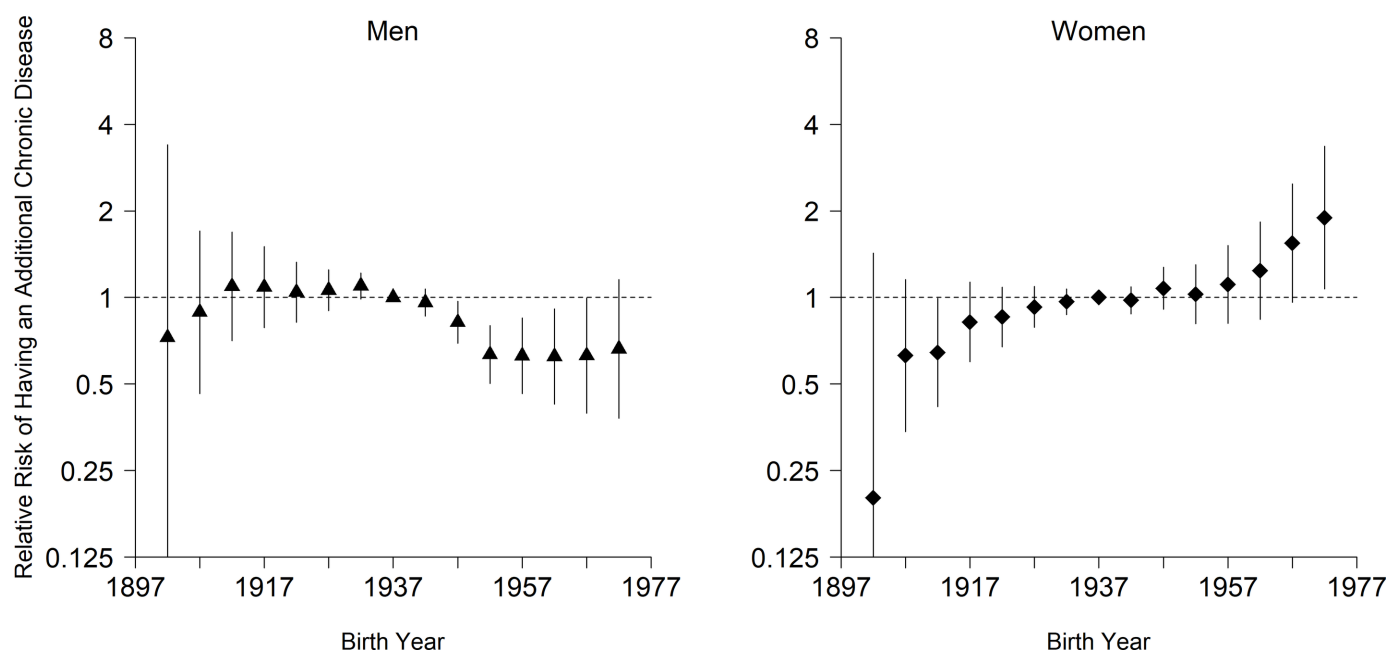 Relative Risk of Having an Additional Chronic Disease
Men
8
4
2
1
0.5
0.25
0.125
1897 1917 1937 1957 1977
Birth Year
Women
8
4
2
1
0.5
0.25
0.125
1897 1917 1937 1957 1977
Birth Year